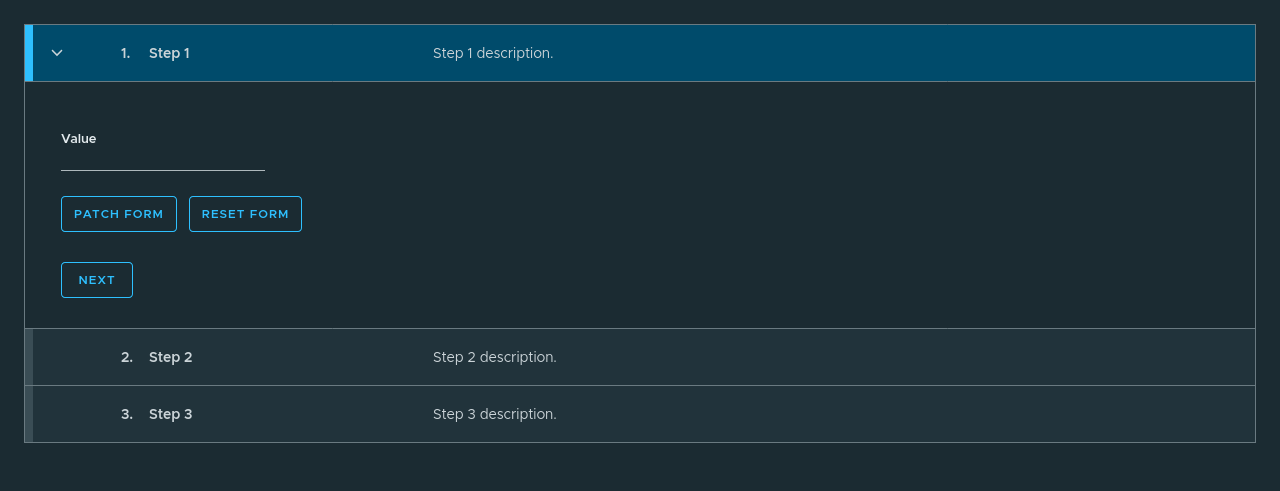 1. Step 1 Step 1 description.
Value
PATCH FORM RESET FORM
NEXT
2. Step 2 Step 2 description.
3. Step 3 Step 3 description.